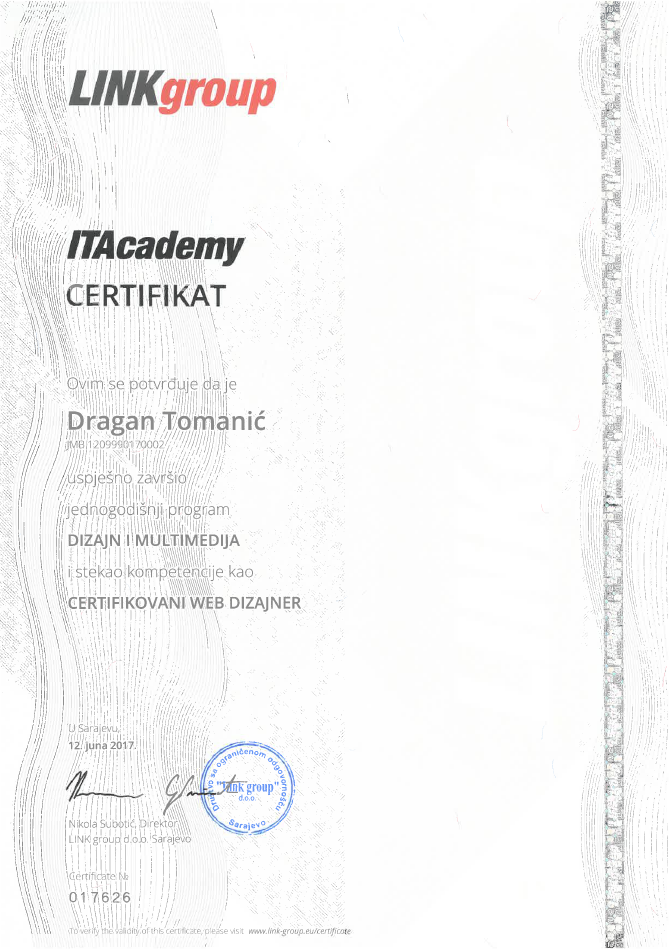 LINKgroup
ITAcademy
CERTIFIKAT
Ovim se potvrđuje da je
Dragan Tomanić
JMB 1209990170002
uspješno završio
jednogodišnji program
DIZAJN I MULTIMEDIJA
i stekao kompetencije kao
CERTIFIKOVANI WEB DIZAJNER
U Sarajevu,
12. juna 2017.
Društvo sa ograničenom odgovornošću
"Link group"
d.o.o.
Sarajevo
Nikola Subotić, Direktor
LINK group d.o.o. Sarajevo
Certificate №
017626
To verify the validity of this certificate, please visit www.link-group.eu/certificate